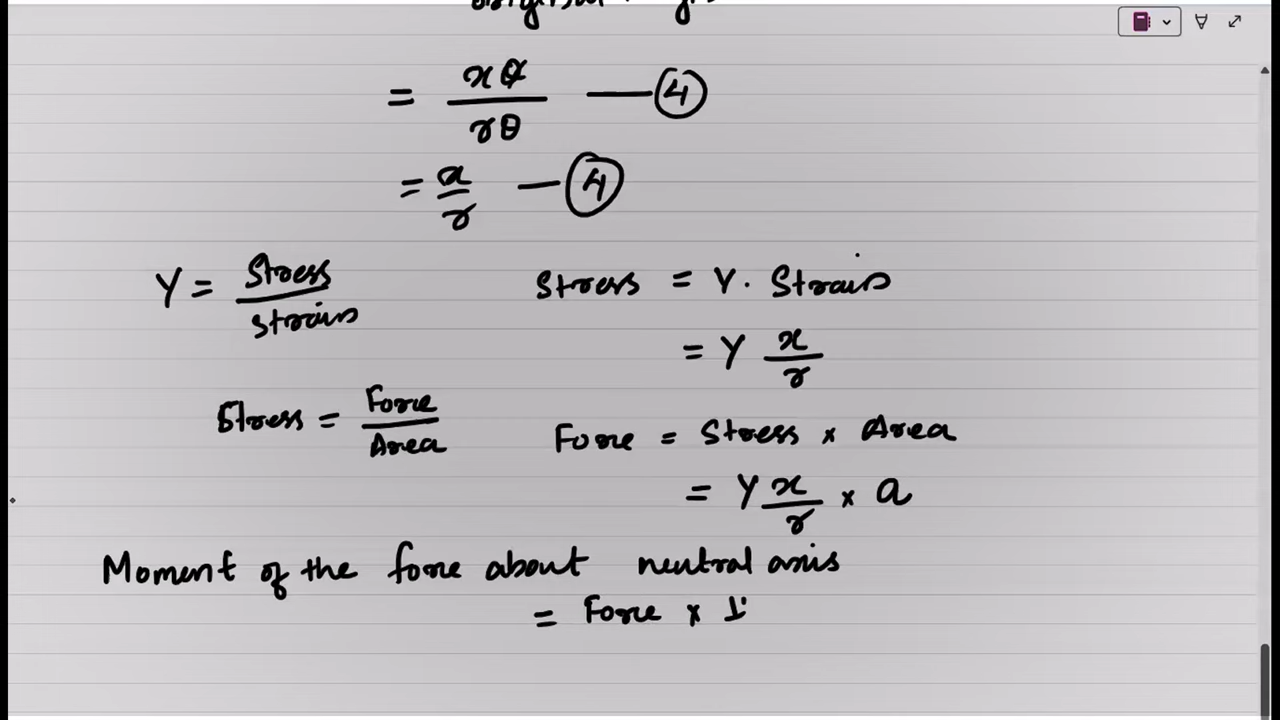 = xθ/rθ — ④
= x/r — ④
Y = Stress/Strain    Stress = Y. Strain
= Y x/r
Stress = Force/Area    Force = Stress × Area
= Y x/r × a
Moment of the force about neutral axis
= Force ×